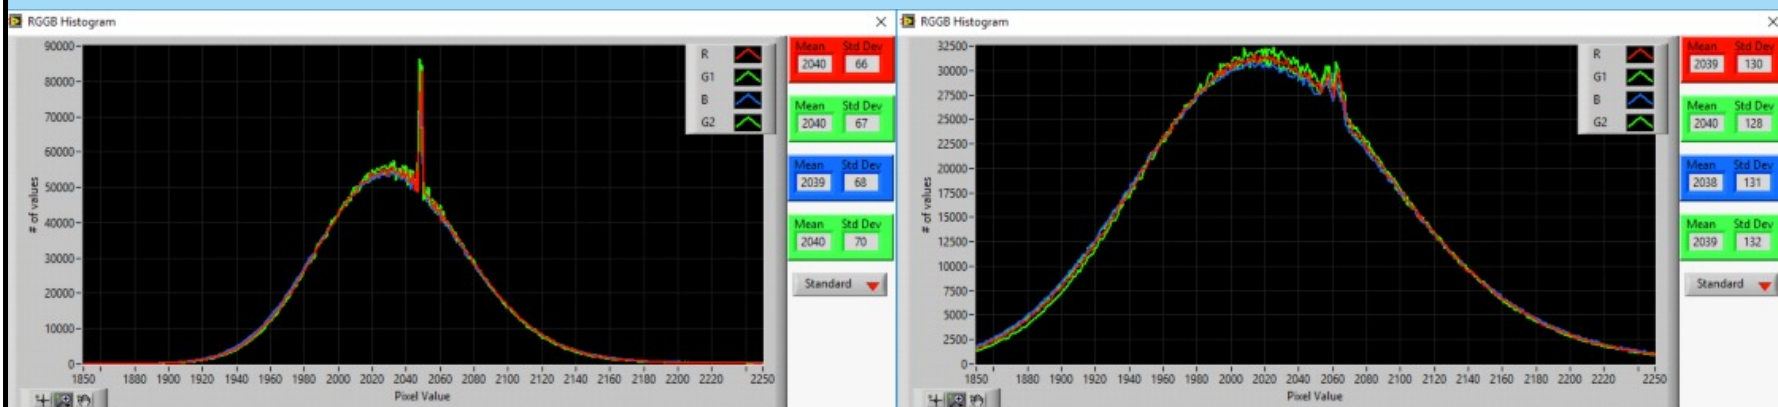 RGGB Histogram
90000
80000
70000
60000
50000
40000
30000
20000
10000
0
# of values
1850 1880 1900 1920 1940 1960 1980 2000 2020 2040 2060 2080 2100 2120 2140 2160 2180 2200 2220 2250
Pixel Value
R
G1
B
G2
Mean Std Dev
2040 66
Mean Std Dev
2040 67
Mean Std Dev
2039 68
Mean Std Dev
2040 70
Standard
RGGB Histogram
32500
30000
27500
25000
22500
20000
17500
15000
12500
10000
7500
5000
2500
0
# of values
1850 1880 1900 1920 1940 1960 1980 2000 2020 2040 2060 2080 2100 2120 2140 2160 2180 2200 2220 2250
Pixel Value
R
G1
B
G2
Mean Std Dev
2039 130
Mean Std Dev
2040 128
Mean Std Dev
2038 131
Mean Std Dev
2039 132
Standard